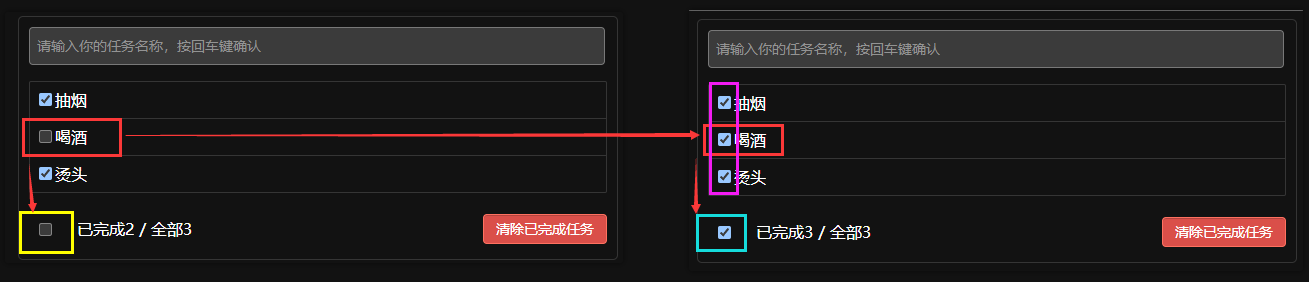 请输入你的任务名称，按回车键确认
抽烟
喝酒
烫头
已完成2 / 全部3
清除已完成任务
请输入你的任务名称，按回车键确认
抽烟
喝酒
烫头
已完成3 / 全部3
清除已完成任务